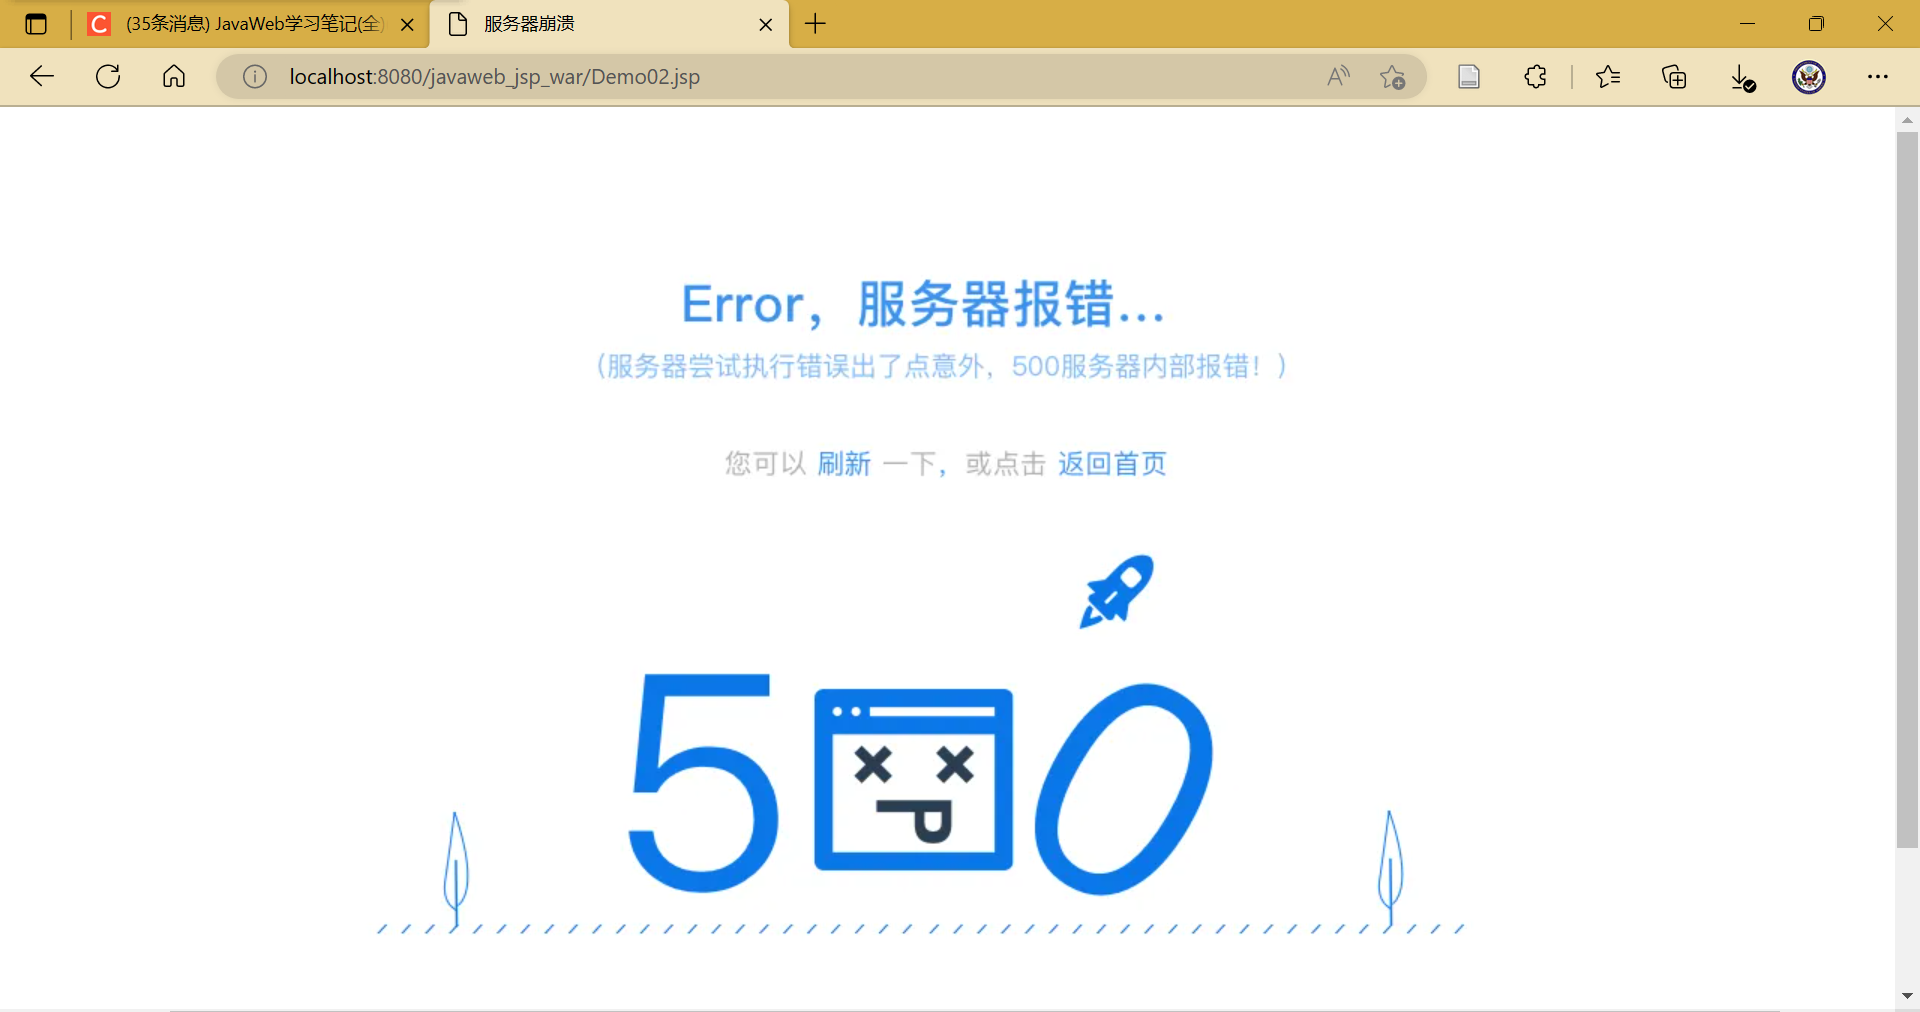 C (35条消息) JavaWeb学习笔记(全)
服务器崩溃
localhost:8080/javaweb_jsp_war/Demo02.jsp
Error，服务器报错...
（服务器尝试执行错误出了点意外，500服务器内部报错！）
您可以 刷新 一下，或点击 返回首页
500